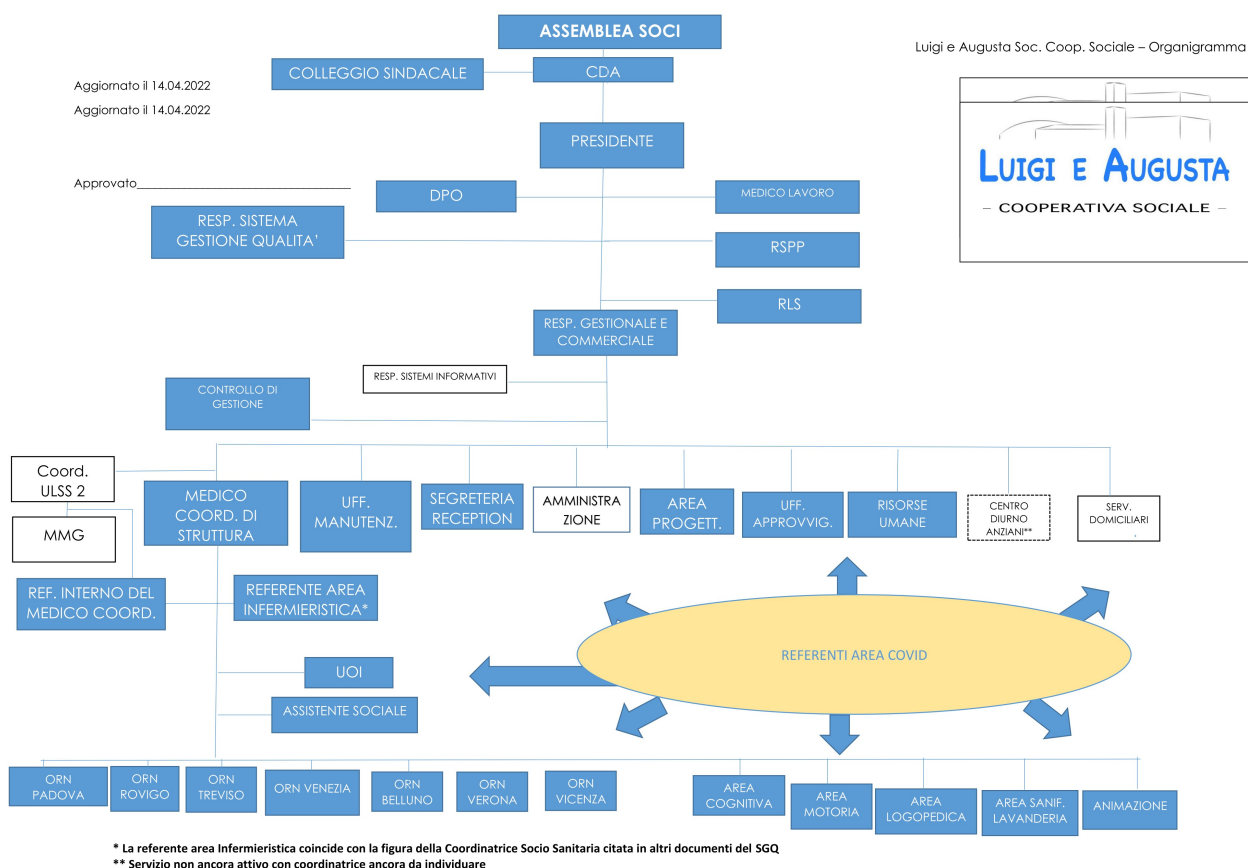 ASSEMBLEA SOCI
Luigi e Augusta Soc. Coop. Sociale – Organigramma
COLLEGGIO SINDACALE
CDA
Aggiornato il 14.04.2022
Aggiornato il 14.04.2022
PRESIDENTE
LUIGI E AUGUSTA
– COOPERATIVA SOCIALE –
Approvato___________________________________
DPO
MEDICO LAVORO
RESP. SISTEMA
GESTIONE QUALITA’
RSPP
RLS
RESP. GESTIONALE E
COMMERCIALE
RESP. SISTEMI INFORMATIVI
CONTROLLO DI
GESTIONE
Coord.
ULSS 2
MMG
MEDICO
COORD. DI
STRUTTURA
UFF.
MANUTENZ.
SEGRETERIA
RECEPTION
AMMINISTRA
ZIONE
AREA
PROGETT.
UFF.
APPROVVIG.
RISORSE
UMANE
CENTRO
DIURNO
ANZIANI**
SERV.
DOMICILIARI
.
REF. INTERNO DEL
MEDICO COORD.
REFERENTE AREA
INFERMIERISTICA*
REFERENTI AREA COVID
UOI
ASSISTENTE SOCIALE
ORN
PADOVA
ORN
ROVIGO
ORN
TREVISO
ORN VENEZIA
ORN
BELLUNO
ORN
VERONA
ORN
VICENZA
AREA
COGNITIVA
AREA
MOTORIA
AREA
LOGOPEDICA
AREA SANIF.
LAVANDERIA
ANIMAZIONE
* La referente area Infermieristica coincide con la figura della Coordinatrice Socio Sanitaria citata in altri documenti del SGQ
** Servizio non ancora attivo con coordinatrice ancora da individuare